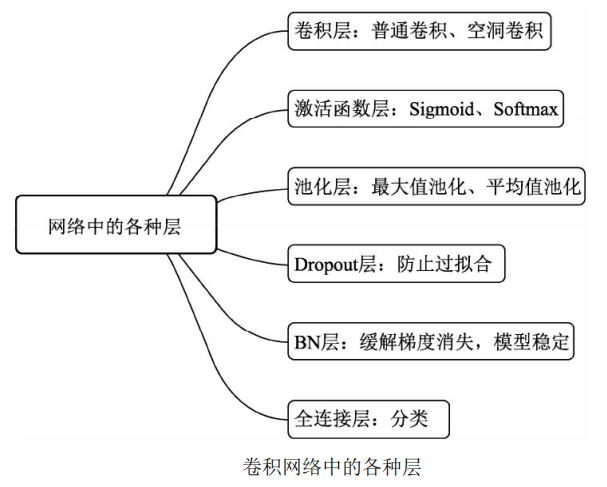 卷积层：普通卷积、空洞卷积
激活函数层：Sigmoid、Softmax
池化层：最大值池化、平均值池化
网络中的各种层
Dropout层：防止过拟合
BN层：缓解梯度消失，模型稳定
全连接层：分类
卷积网络中的各种层